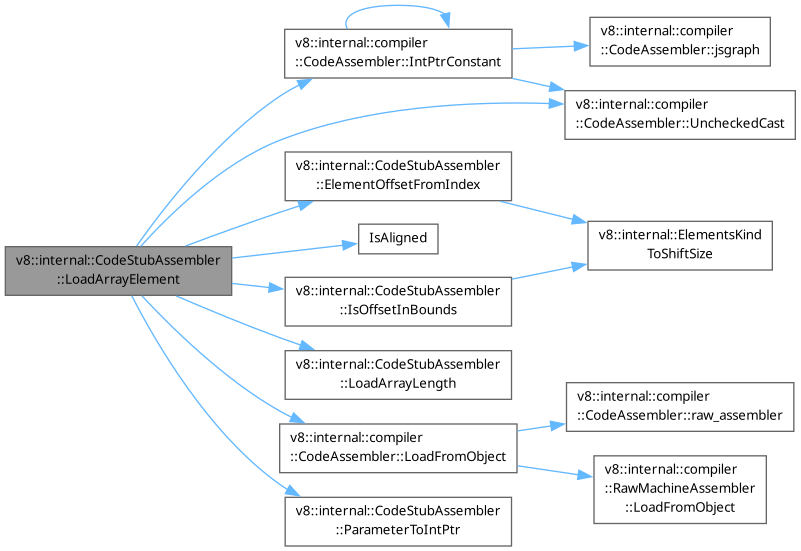 v8::internal::CodeStubAssembler
::LoadArrayElement
v8::internal::compiler
::CodeAssembler::IntPtrConstant
v8::internal::compiler
::CodeAssembler::jsgraph
v8::internal::compiler
::CodeAssembler::UncheckedCast
v8::internal::CodeStubAssembler
::ElementOffsetFromIndex
IsAligned
v8::internal::ElementsKind
ToShiftSize
v8::internal::CodeStubAssembler
::IsOffsetInBounds
v8::internal::CodeStubAssembler
::LoadArrayLength
v8::internal::compiler
::CodeAssembler::LoadFromObject
v8::internal::compiler
::CodeAssembler::raw_assembler
v8::internal::compiler
::RawMachineAssembler
::LoadFromObject
v8::internal::CodeStubAssembler
::ParameterToIntPtr